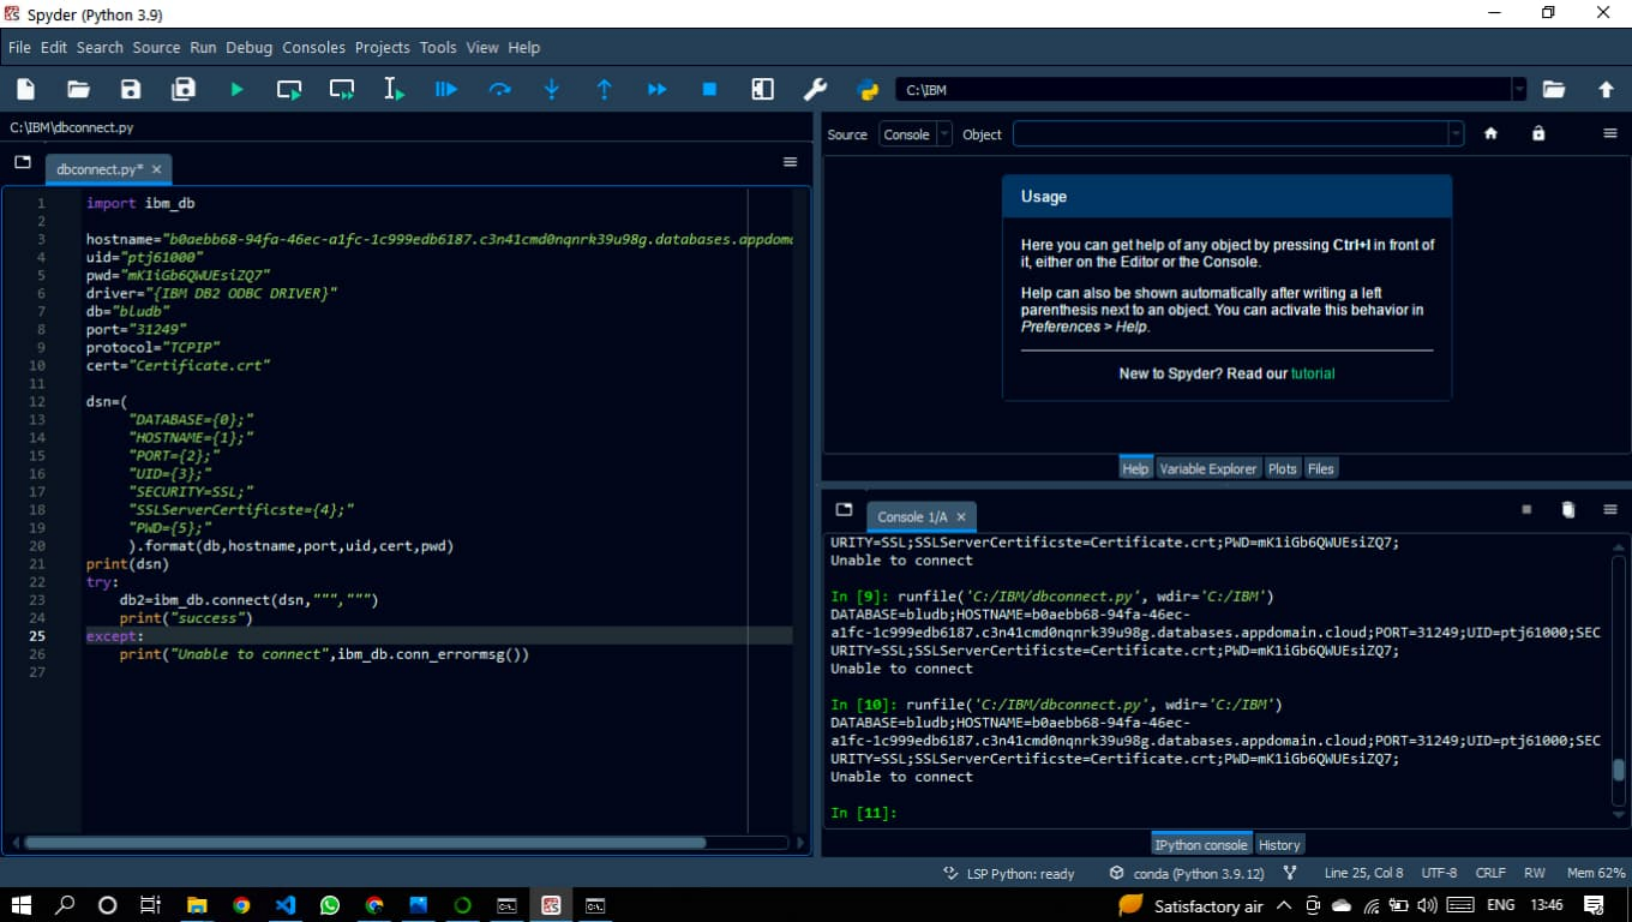 Spyder (Python 3.9)
File Edit Search Source Run Debug Consoles Projects Tools View Help
C:\IBM
C:\IBM\dbconnect.py
dbconnect.py*
1 import ibm_db
2
3 hostname="b0aebb68-94fa-46ec-a1fc-1c999edb6187.c3n41cmd0nqnrk39u98g.databases.appdom
4 uid="ptj61000"
5 pwd="mK1iGb6QWUEsiZQ7"
6 driver="{IBM DB2 ODBC DRIVER}"
7 db="bludb"
8 port="31249"
9 protocol="TCPIP"
10 cert="Certificate.crt"
11
12 dsn=(
13 "DATABASE={0};"
14 "HOSTNAME={1};"
15 "PORT={2};"
16 "UID={3};"
17 "SECURITY=SSL;"
18 "SSLServerCertificste={4};"
19 "PWD={5};"
20 ).format(db,hostname,port,uid,cert,pwd)
21 print(dsn)
22 try:
23 db2=ibm_db.connect(dsn,""",""")
24 print("success")
25 except:
26 print("Unable to connect",ibm_db.conn_errormsg())
27
Source Console Object
Usage
Here you can get help of any object by pressing Ctrl+I in front of
it, either on the Editor or the Console.
Help can also be shown automatically after writing a left
parenthesis next to an object. You can activate this behavior in
Preferences > Help.
New to Spyder? Read our tutorial
Help Variable Explorer Plots Files
Console 1/A
URITY=SSL;SSLServerCertificste=Certificate.crt;PWD=mK1iGb6QWUEsiZQ7;
Unable to connect
In [9]: runfile('C:/IBM/dbconnect.py', wdir='C:/IBM')
DATABASE=bludb;HOSTNAME=b0aebb68-94fa-46ec-
a1fc-1c999edb6187.c3n41cmd0nqnrk39u98g.databases.appdomain.cloud;PORT=31249;UID=ptj61000;SEC
URITY=SSL;SSLServerCertificste=Certificate.crt;PWD=mK1iGb6QWUEsiZQ7;
Unable to connect
In [10]: runfile('C:/IBM/dbconnect.py', wdir='C:/IBM')
DATABASE=bludb;HOSTNAME=b0aebb68-94fa-46ec-
a1fc-1c999edb6187.c3n41cmd0nqnrk39u98g.databases.appdomain.cloud;PORT=31249;UID=ptj61000;SEC
URITY=SSL;SSLServerCertificste=Certificate.crt;PWD=mK1iGb6QWUEsiZQ7;
Unable to connect
In [11]:
IPython console History
LSP Python: ready conda (Python 3.9.12) Line 25, Col 8 UTF-8 CRLF RW Mem 62%
Satisfactory air ENG 13:46